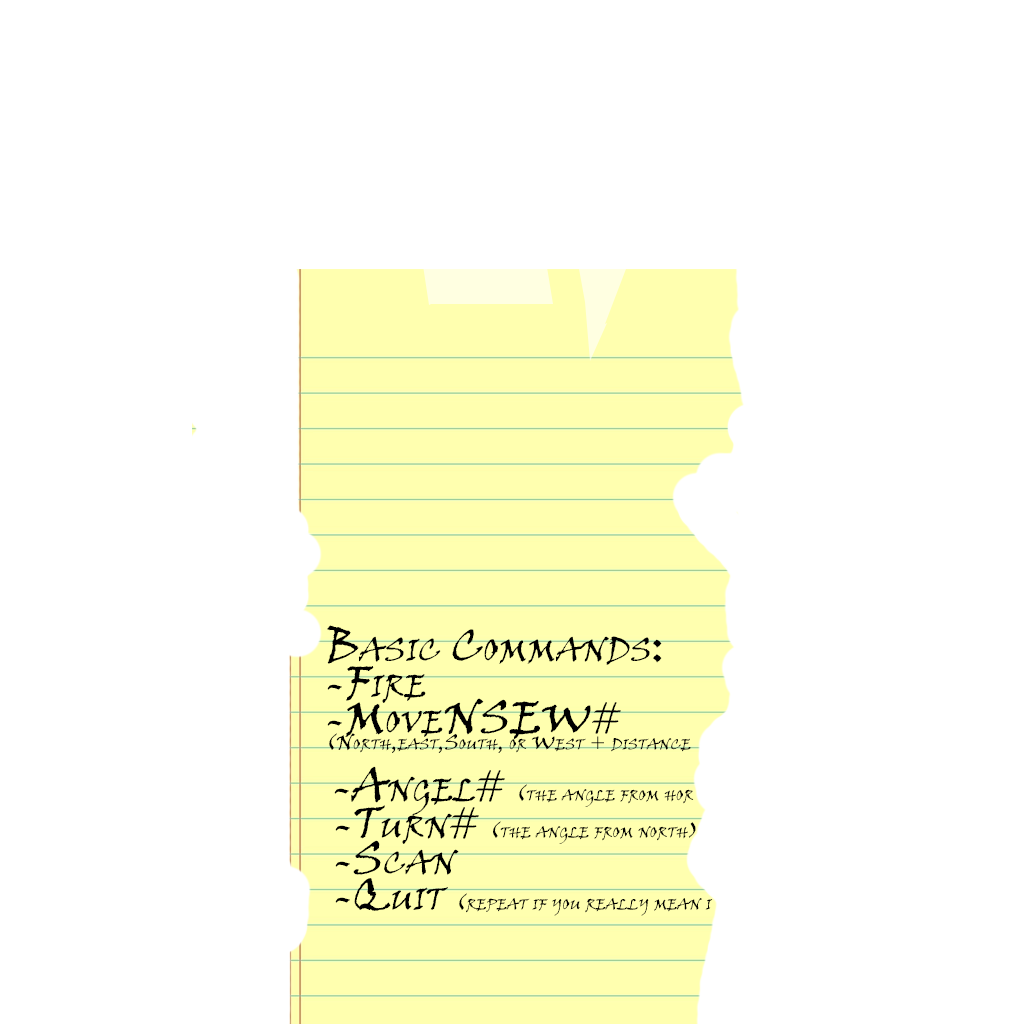 Basic Commands:
-Fire
-MoveNSEW#
(North,east,South, or West + distance
-Angel# (the angle from hor
-Turn# (the angle from north)
-Scan
-Quit (repeat if you really mean i